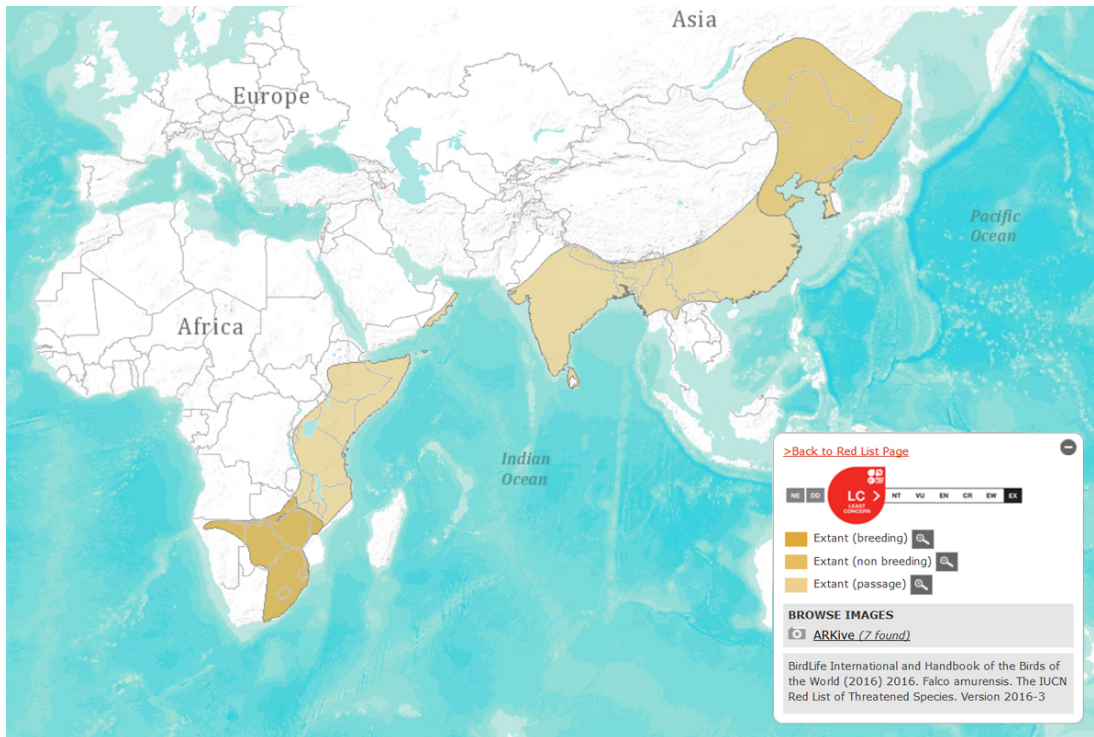 Asia
Europe
Pacific
Ocean
Africa
Indian
Ocean
>Back to Red List Page
NE DD LC > NT VU EN CR EW EX
LEAST
CONCERN
Extant (breeding)
Extant (non breeding)
Extant (passage)
BROWSE IMAGES
ARKive (7 found)
BirdLife International and Handbook of the Birds of
the World (2016) 2016. Falco amurensis. The IUCN
Red List of Threatened Species. Version 2016-3